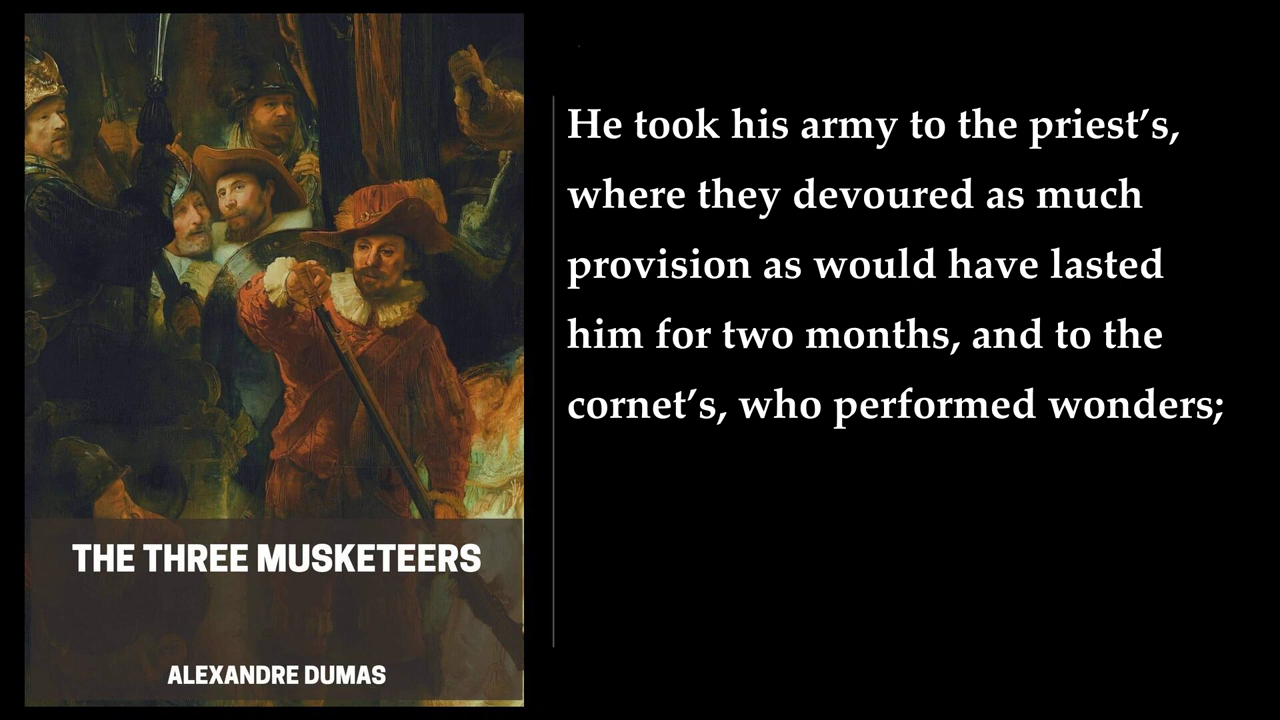 THE THREE MUSKETEERS
ALEXANDRE DUMAS
He took his army to the priest’s,
where they devoured as much
provision as would have lasted
him for two months, and to the
cornet’s, who performed wonders;